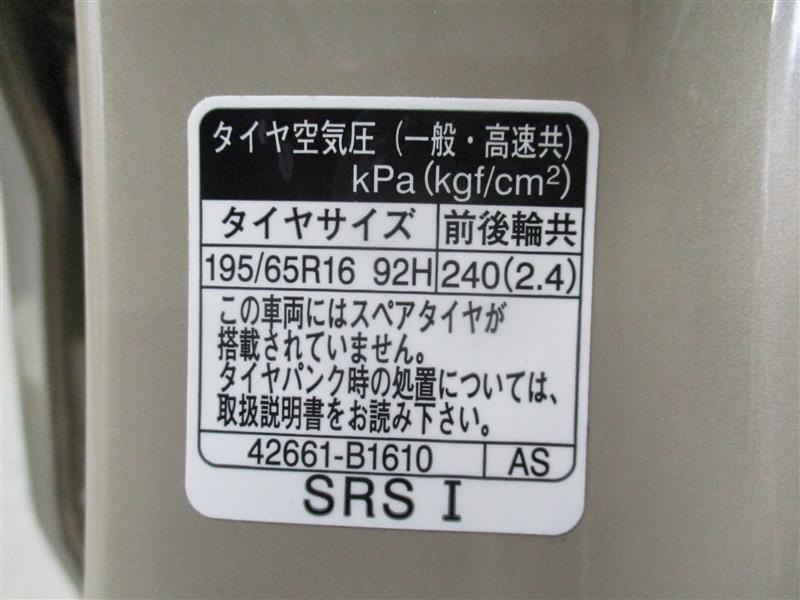 タイヤ空気圧（一般・高速共）
kPa(kgf/cm²)
タイヤサイズ 前後輪共
195/65R16 92H 240(2.4)
この車両にはスペアタイヤが
搭載されていません。
タイヤパンク時の処置については、
取扱説明書をお読み下さい。
42661-B1610 AS
SRS I